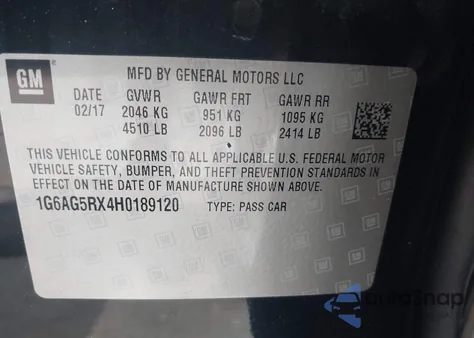 GM
MFD BY GENERAL MOTORS LLC
DATE GVWR GAWR FRT GAWR RR
02/17 2046 KG 951 KG 1095 KG
4510 LB 2096 LB 2414 LB
THIS VEHICLE CONFORMS TO ALL APPLICABLE U.S. FEDERAL MOTOR
VEHICLE SAFETY, BUMPER, AND THEFT PREVENTION STANDARDS IN
EFFECT ON THE DATE OF MANUFACTURE SHOWN ABOVE.
1G6AG5RX4H0189120 TYPE: PASS CAR
AutoSnap